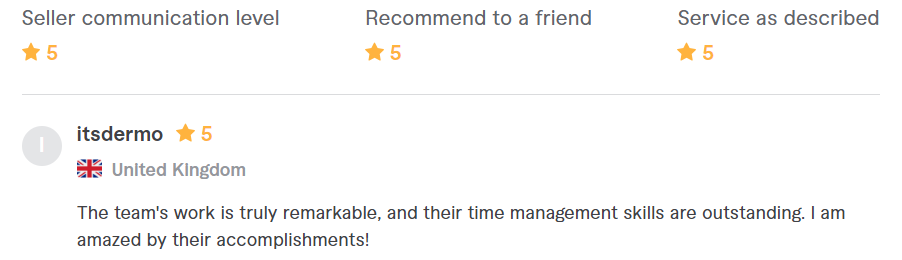 Seller communication level Recommend to a friend Service as described
5 5 5
I itsdermo 5
United Kingdom
The team's work is truly remarkable, and their time management skills are outstanding. I am
amazed by their accomplishments!